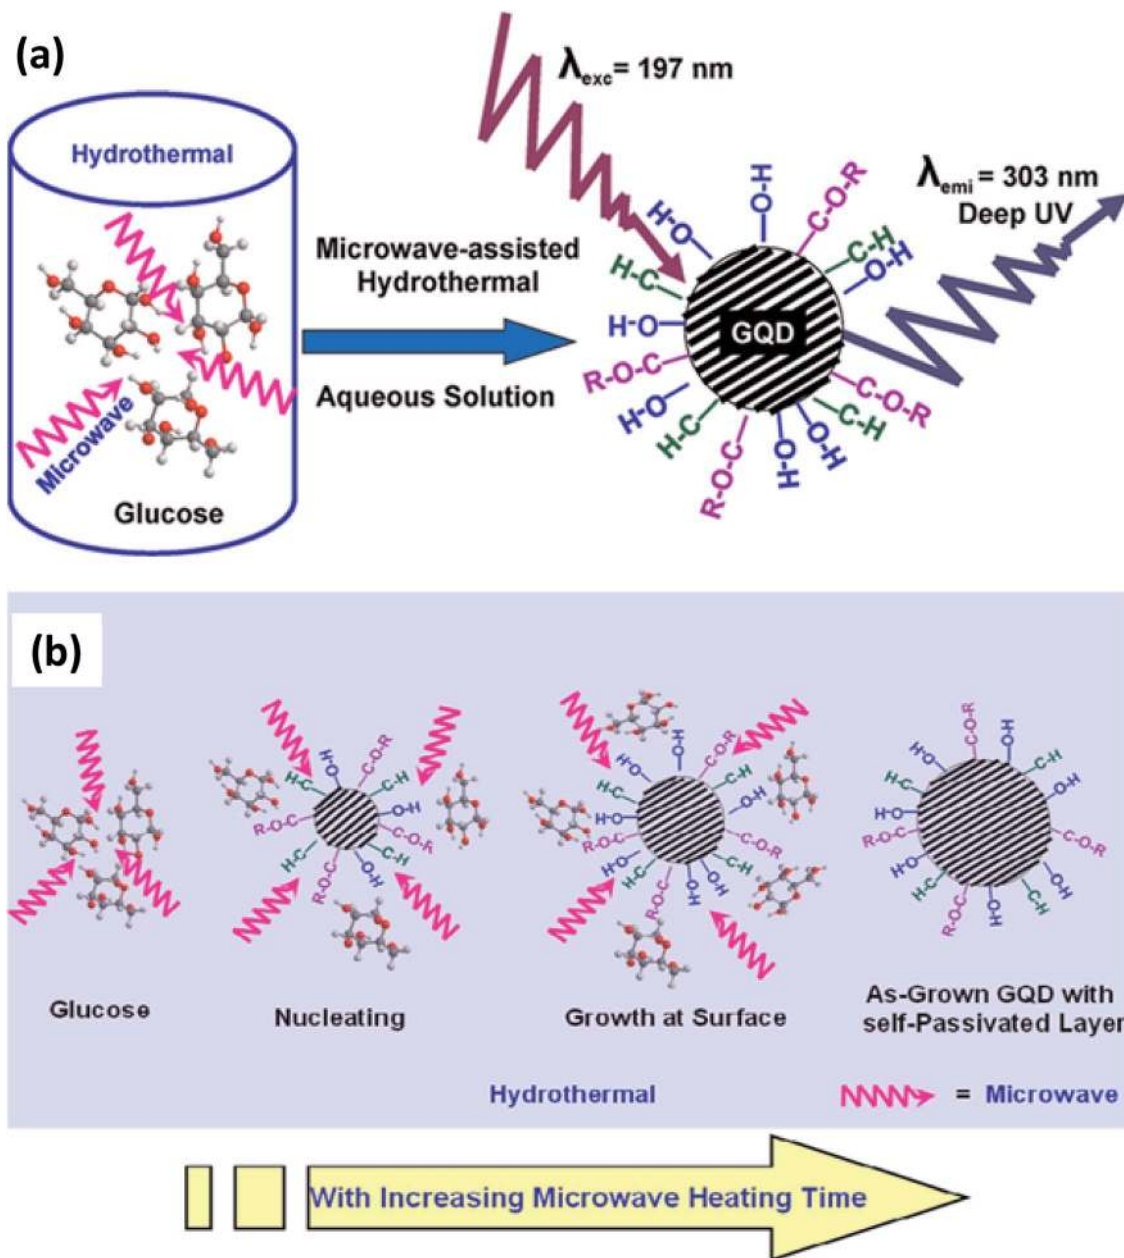 (a)
Hydrothermal
Microwave
Glucose
Microwave-assisted
Hydrothermal
Aqueous Solution
λexc = 197 nm
λemi = 303 nm
Deep UV
GQD
H-O
O-H
C-O-R
C-H
O-H
H-C
H-O
R-O-C
H-O
H-C
R-O-C
O-H
O-H
C-H
C-O-R
(b)
H-O
C-O-R
H-C
C-H
O-H
R-O-C
C-O-R
H-C
C-H
R-O-C
O-H
H-O
H-O
C-O-R
H-C
C-H
H-O
O-H
R-O-C
C-O-R
H-O
C-H
H-C
R-O-C
O-H
O-H
C-O-R
O-H
H-O
C-H
H-C
O-H
H-O
R-O-C
C-O-R
H-O
O-H
H-C
C-H
R-O-C
O-H
Glucose
Nucleating
Growth at Surface
As-Grown GQD with
self-Passivated Layer
Hydrothermal
= Microwave
With Increasing Microwave Heating Time